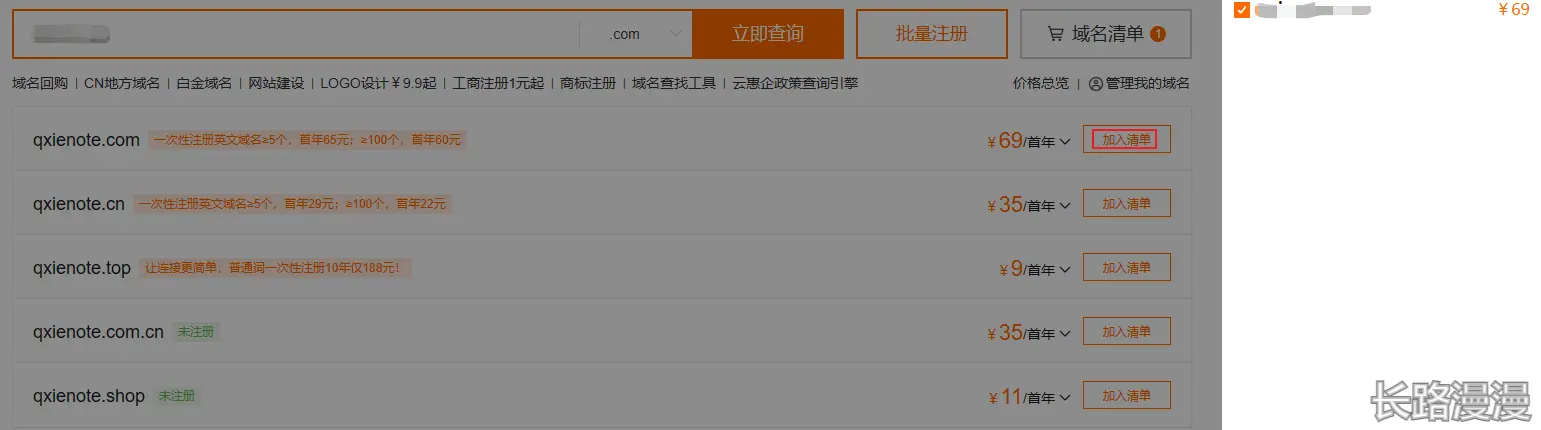 .com 立即查询 批量注册 域名清单 1 ¥69
域名回购 | CN地方域名 | 白金域名 | 网站建设 | LOGO设计¥9.9起 | 工商注册1元起 | 商标注册 | 域名查找工具 | 云惠企政策查询引擎 价格总览 | 管理我的域名
qxienote.com 一次性注册英文域名≥5个，首年65元；≥100个，首年60元 ¥69/首年 加入清单
qxienote.cn 一次性注册英文域名≥5个，首年29元；≥100个，首年22元 ¥35/首年 加入清单
qxienote.top 让连接更简单，普通词一次性注册10年仅188元！ ¥9/首年 加入清单
qxienote.com.cn 未注册 ¥35/首年 加入清单
qxienote.shop 未注册 ¥11/首年 加入清单
长路漫漫